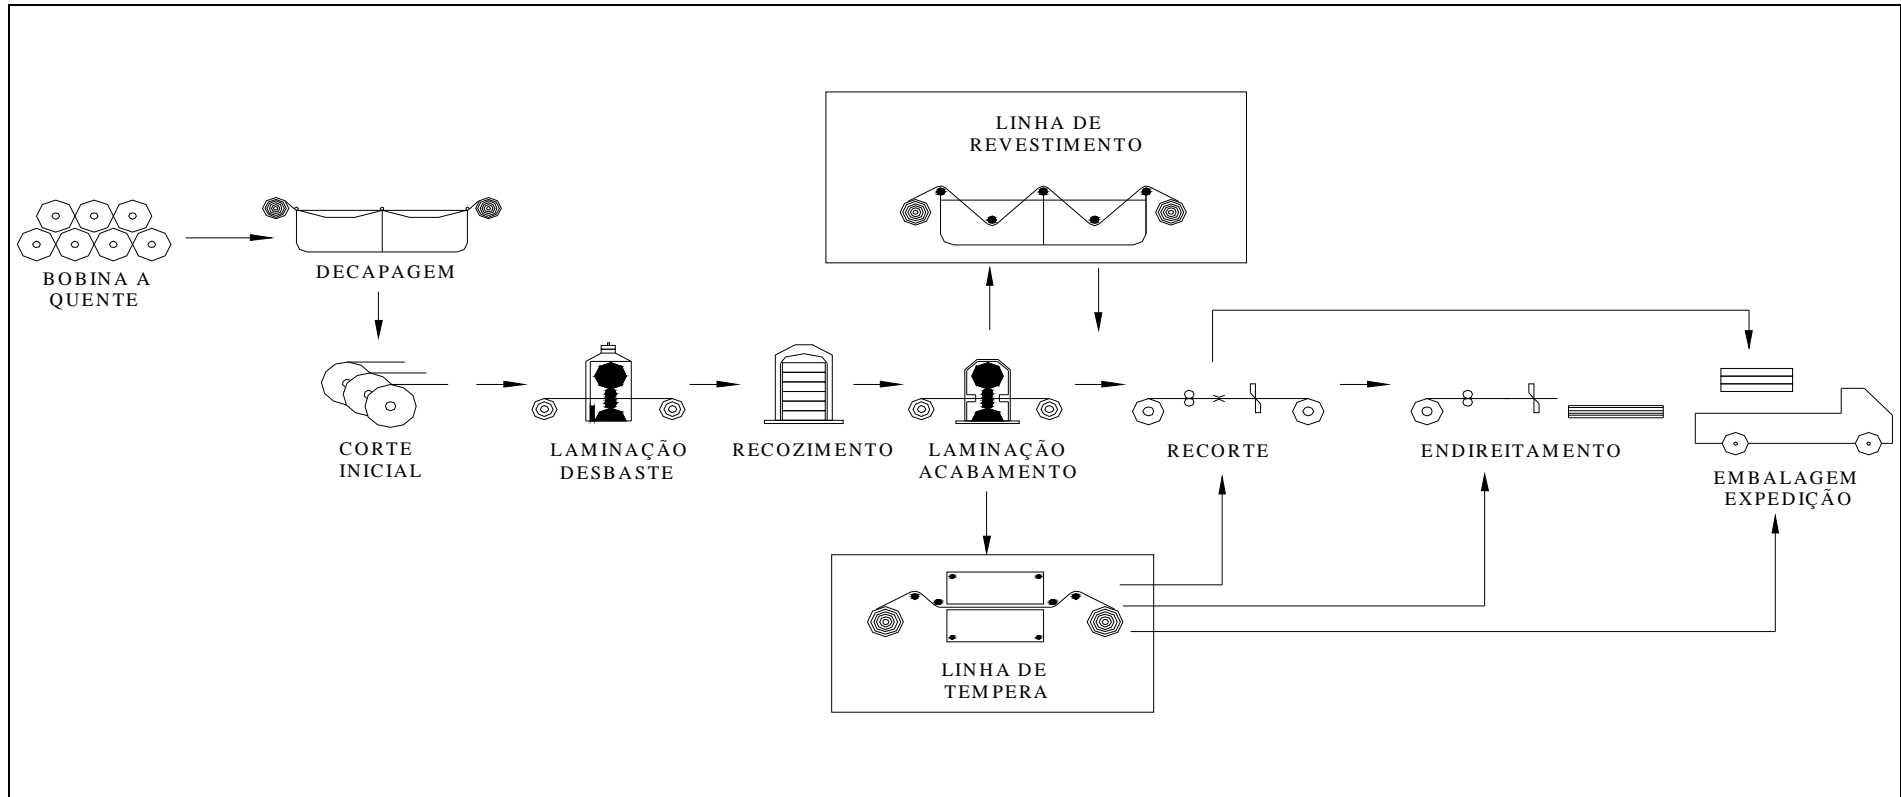 LINHA DE
REVESTIMENTO
BOBINA A
QUENTE
DECAPAGEM
CORTE
INICIAL
LAMINAÇÃO
DESBASTE
RECOZIMENTO
LAMINAÇÃO
ACABAMENTO
RECORTE
ENDIREITAMENTO
EMBALAGEM
EXPEDIÇÃO
LINHA DE
TEMPERA